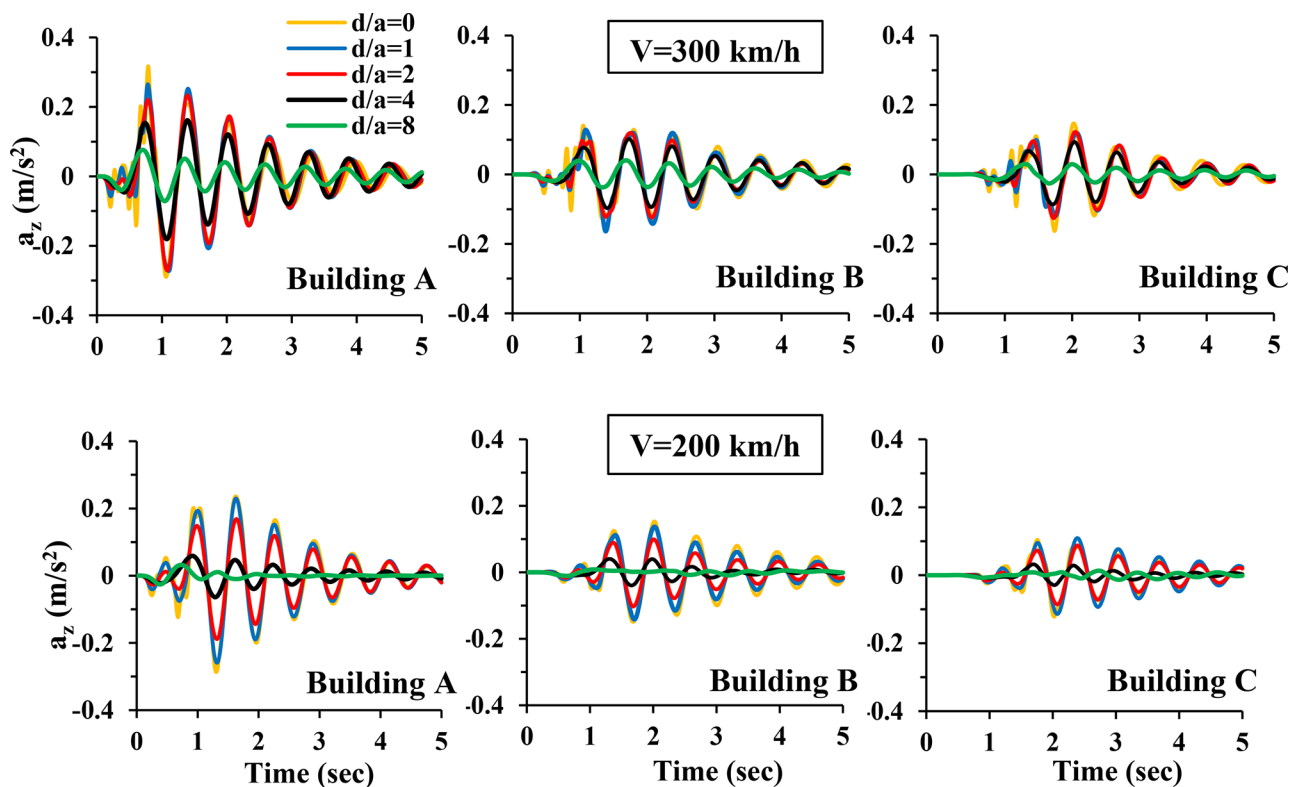 d/a=0
d/a=1
d/a=2
d/a=4
d/a=8
V=300 km/h
a_z (m/s²)
0.4
0.2
0
-0.2
-0.4
0 1 2 3 4 5
Building A
0.4
0.2
0
-0.2
-0.4
0 1 2 3 4 5
Building B
0.4
0.2
0
-0.2
-0.4
0 1 2 3 4 5
Building C
V=200 km/h
a_z (m/s²)
0.4
0.2
0
-0.2
-0.4
0 1 2 3 4 5
Time (sec)
Building A
0.4
0.2
0
-0.2
-0.4
0 1 2 3 4 5
Time (sec)
Building B
0.4
0.2
0
-0.2
-0.4
0 1 2 3 4 5
Time (sec)
Building C